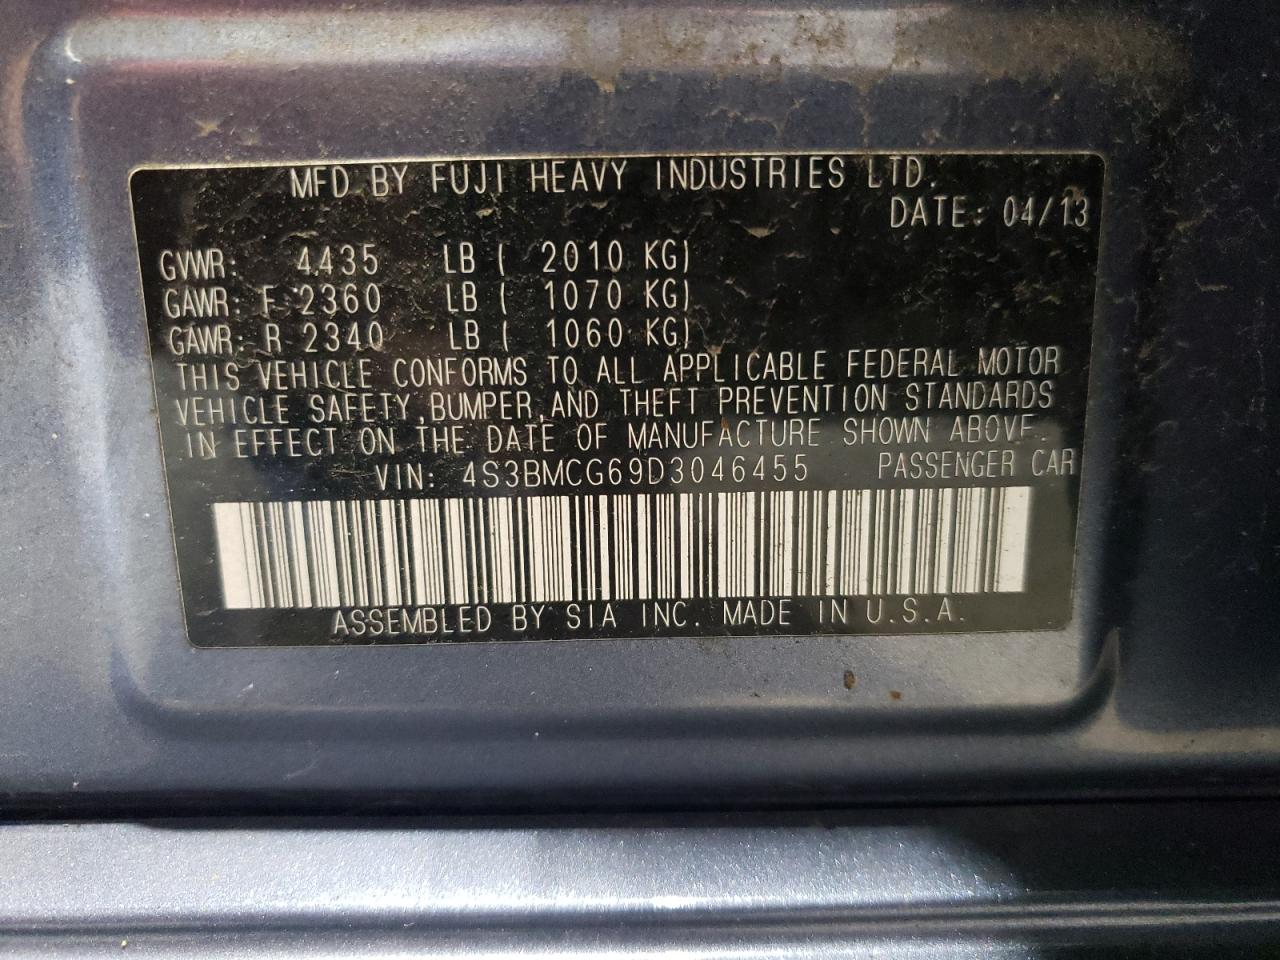 MFD BY FUJI HEAVY INDUSTRIES LTD.
DATE: 04/13
GVWR: 4435 LB ( 2010 KG)
GAWR: F 2360 LB ( 1070 KG)
GAWR: R 2340 LB ( 1060 KG)
THIS VEHICLE CONFORMS TO ALL APPLICABLE FEDERAL MOTOR
VEHICLE SAFETY, BUMPER, AND THEFT PREVENTION STANDARDS
IN EFFECT ON THE DATE OF MANUFACTURE SHOWN ABOVE.
VIN: 4S3BMCG69D3046455 PASSENGER CAR
ASSEMBLED BY SIA INC. MADE IN U.S.A.